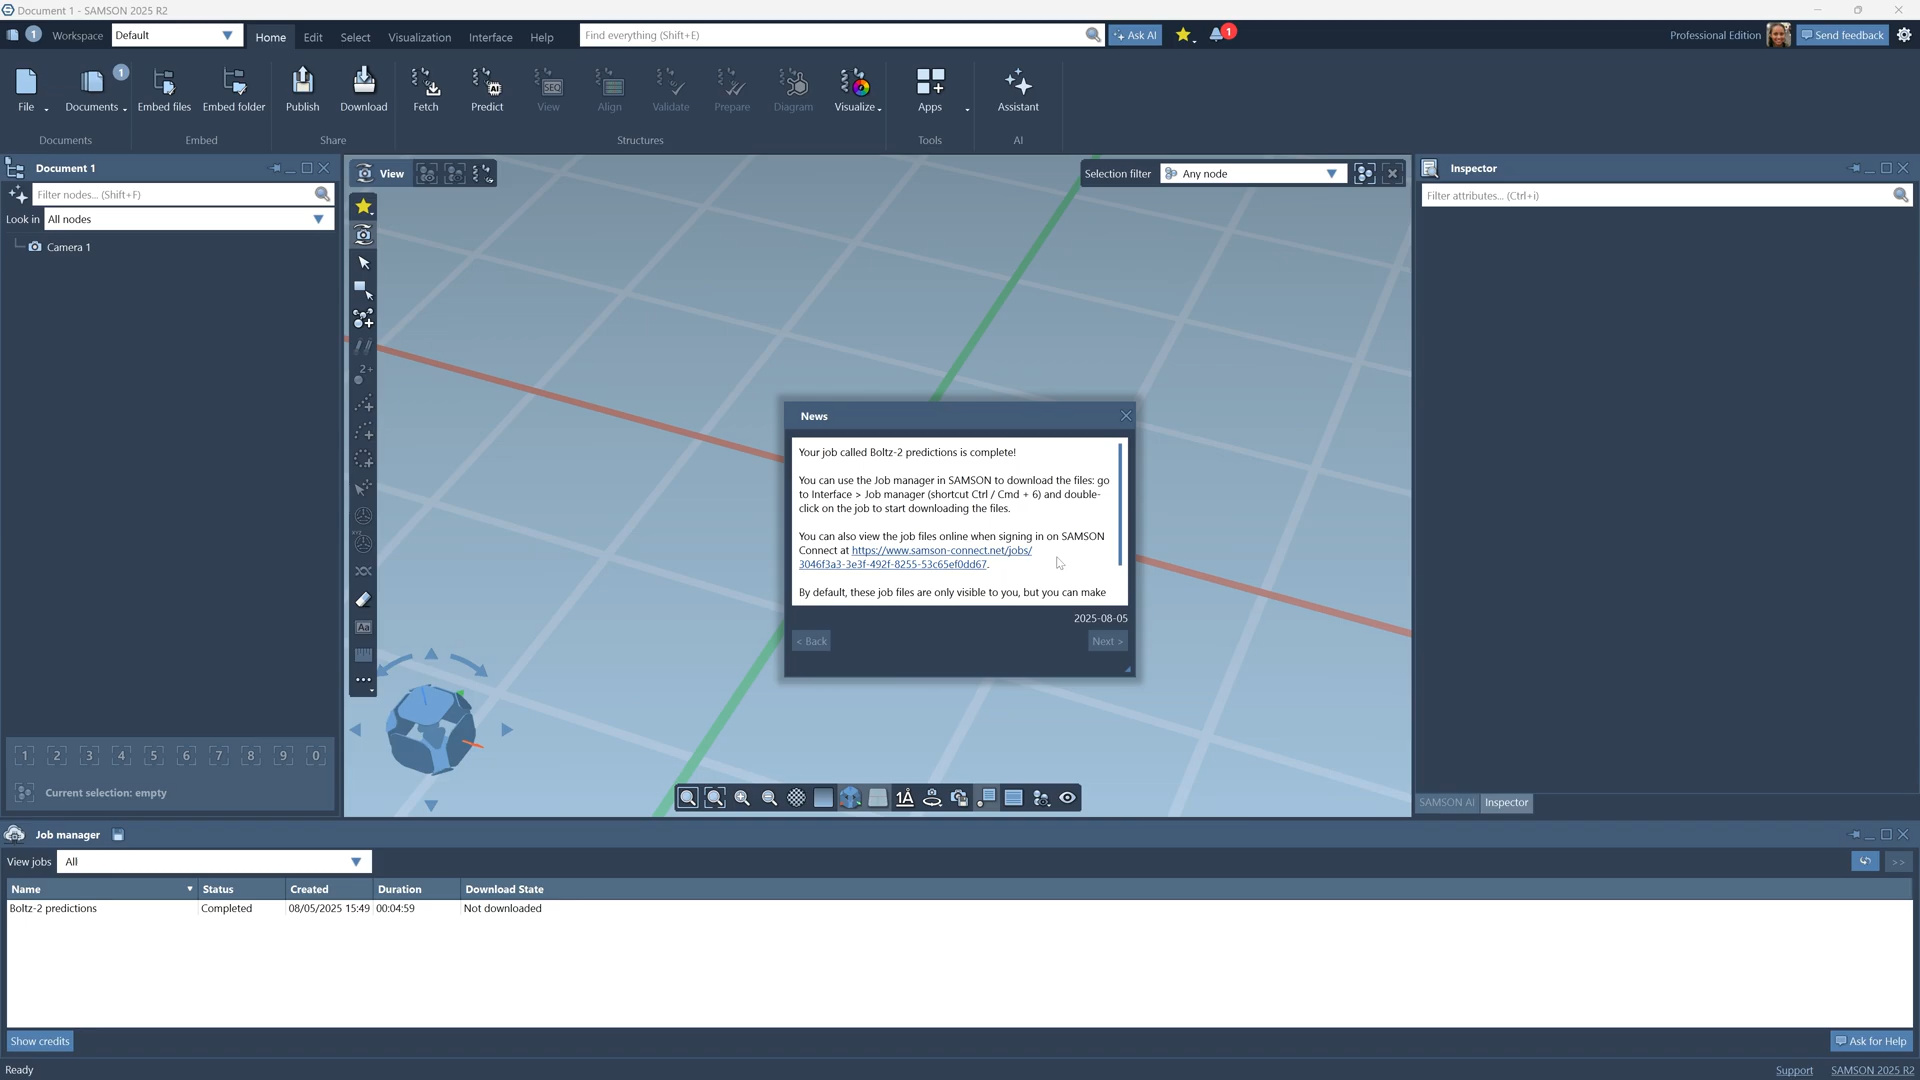 Document 1 - SAMSON 2025 R2
1 Workspace Default Home Edit Select Visualization Interface Help Find everything (Shift+E) Ask AI 1 Professional Edition Send feedback
File Documents 1 Embed files Embed folder Publish Download Fetch Predict View Align Validate Prepare Diagram Visualize Apps Assistant
SEQ
AI
Documents Embed Share Structures Tools AI
Document 1
Filter nodes... (Shift+F)
Look in All nodes
Camera 1
1 2 3 4 5 6 7 8 9 0
Current selection: empty
View
Selection filter Any node
2+
XYZ
Aa
News
Your job called Boltz-2 predictions is complete!
You can use the Job manager in SAMSON to download the files: go
to Interface > Job manager (shortcut Ctrl / Cmd + 6) and double-
click on the job to start downloading the files.
You can also view the job files online when signing in on SAMSON
Connect at https://www.samson-connect.net/jobs/
3046f3a3-3e3f-492f-8255-53c65ef0dd67.
By default, these job files are only visible to you, but you can make
2025-08-05
< Back Next >
1Å
Inspector
Filter attributes... (Ctrl+i)
SAMSON AI Inspector
Job manager
View jobs All
>>
Name Status Created Duration Download State
Boltz-2 predictions Completed 08/05/2025 15:49 00:04:59 Not downloaded
Show credits Ask for Help
Ready Support SAMSON 2025 R2